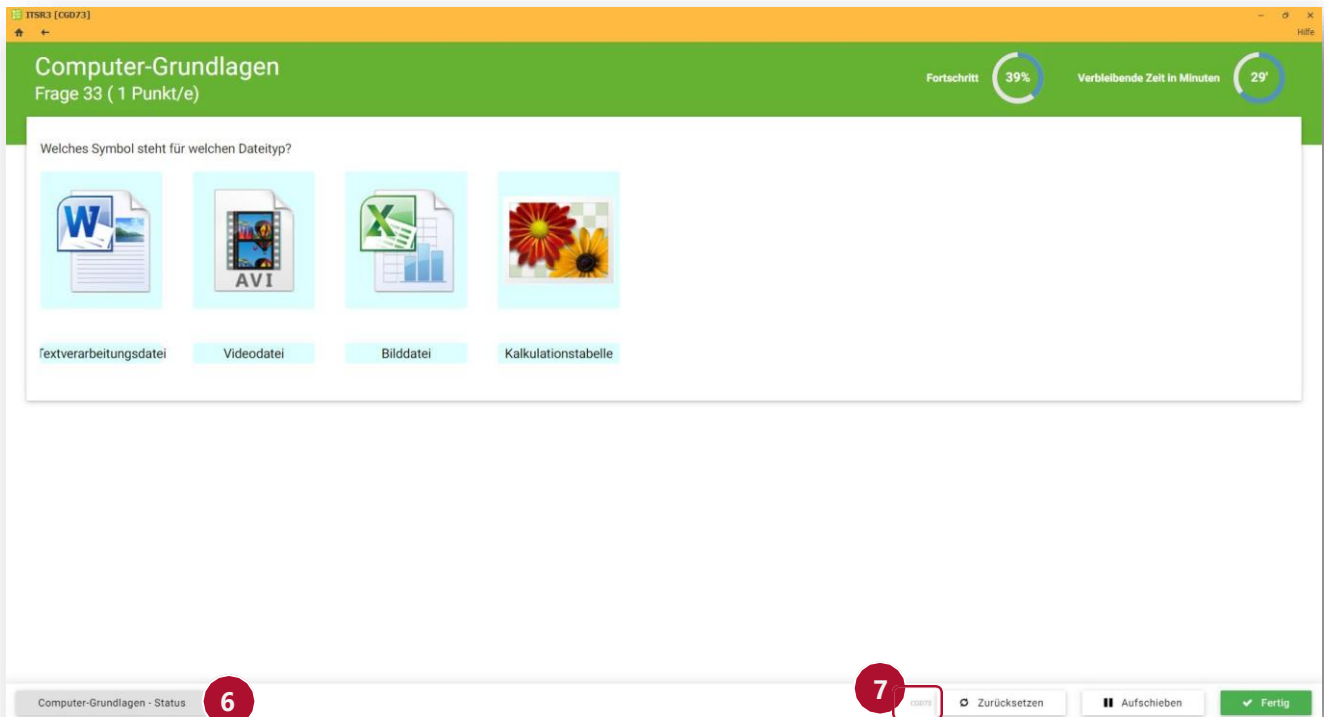 ITSR3 [CGD73]
Hilfe
Computer-Grundlagen
Frage 33 ( 1 Punkt/e)
Fortschritt 39% Verbleibende Zeit in Minuten 29'
Welches Symbol steht für welchen Dateityp?
W AVI X
Textverarbeitungsdatei Videodatei Bilddatei Kalkulationstabelle
Computer-Grundlagen - Status 6 7 CGD73 Zurücksetzen Aufschieben Fertig